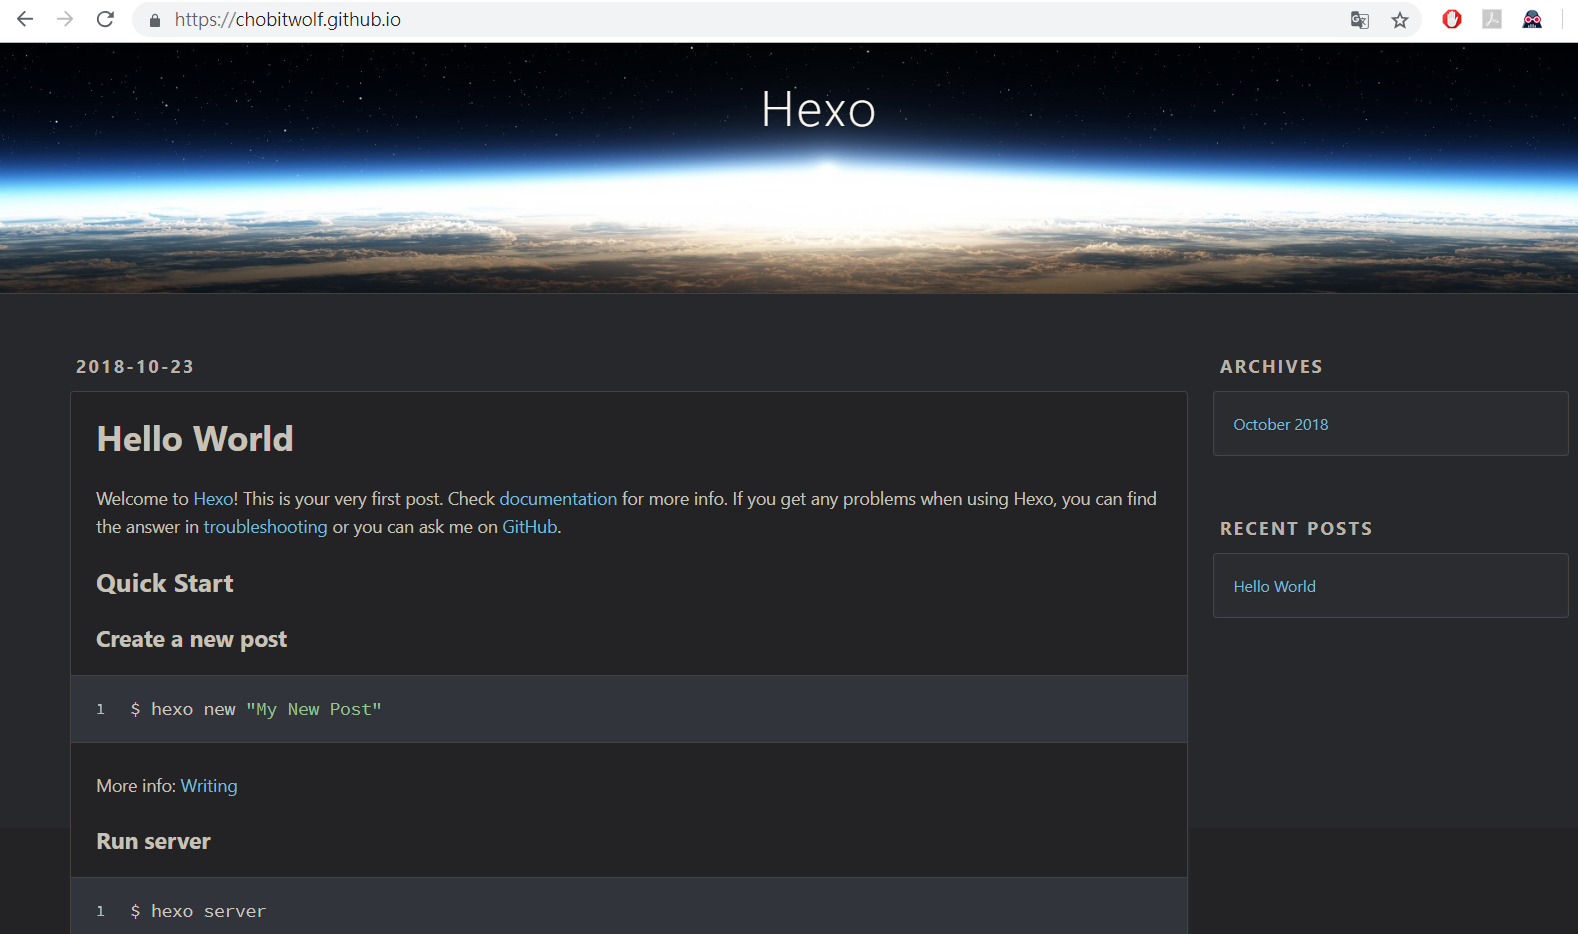 https://chobitwolf.github.io
Hexo
2018-10-23
Hello World
Welcome to Hexo! This is your very first post. Check documentation for more info. If you get any problems when using Hexo, you can find
the answer in troubleshooting or you can ask me on GitHub.
Quick Start
Create a new post
1 $ hexo new "My New Post"
More info: Writing
Run server
1 $ hexo server
ARCHIVES
October 2018
RECENT POSTS
Hello World